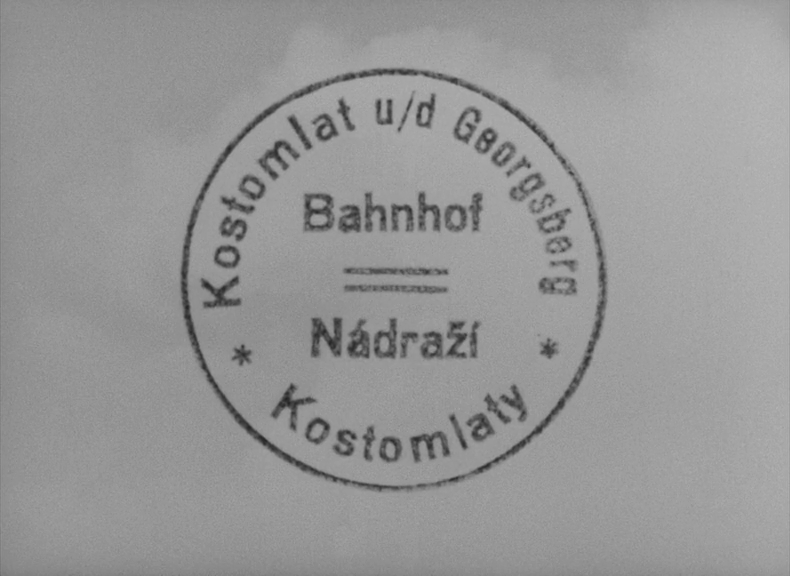 Kostomlat u/d Georgsberg
Bahnhof
Nádraží
* Kostomlaty *